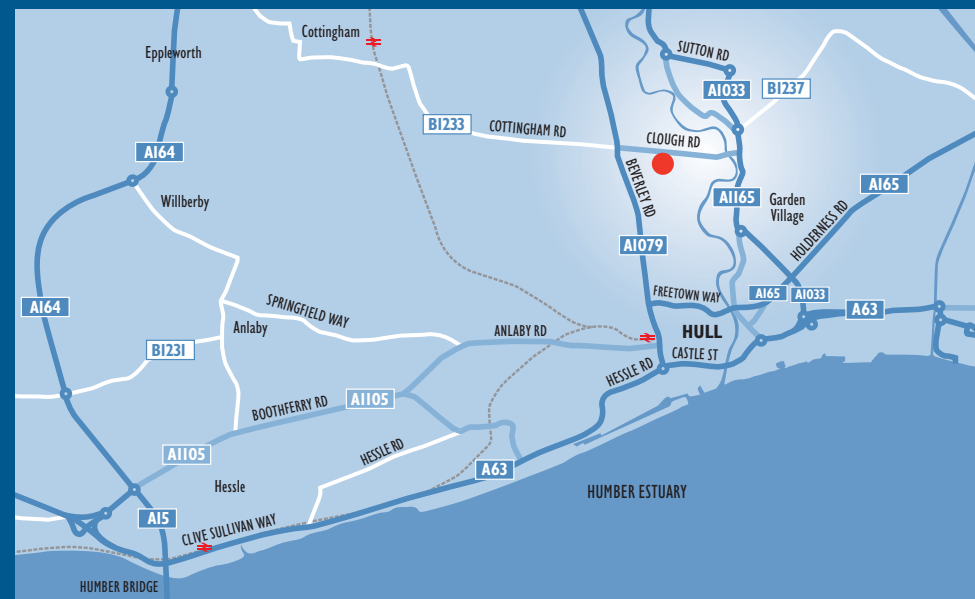 Cottingham
SUTTON RD
Eppleworth
A1033
B1237
B1233
COTTINGHAM RD
CLOUGH RD
A164
BEVERLEY RD
A165
Willberby
A1165
Garden
Village
HOLDERNESS RD
A1079
A164
FREETOWN WAY
A165
A1033
SPRINGFIELD WAY
A63
Anlaby
ANLABY RD
HULL
B1231
CASTLE ST
HESSLE RD
A1105
BOOTHFERRY RD
A1105
HESSLE RD
A63
Hessle
HUMBER ESTUARY
A15
CLIVE SULLIVAN WAY
HUMBER BRIDGE